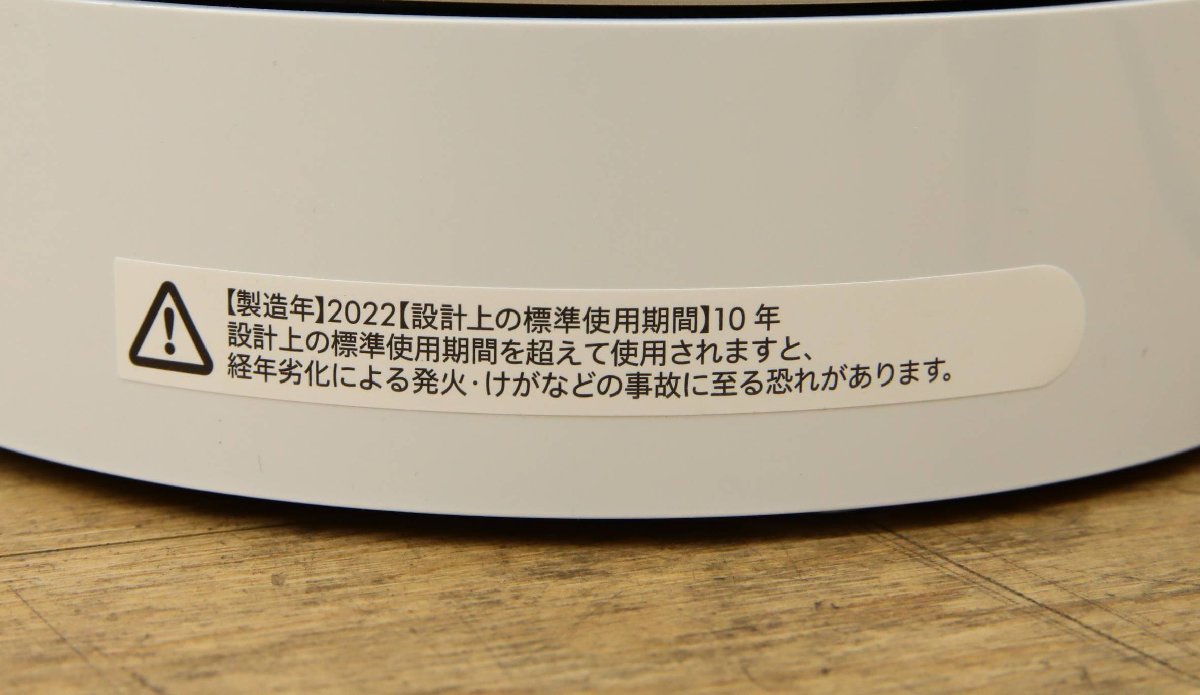 【製造年】2022【設計上の標準使用期間】10 年
設計上の標準使用期間を超えて使用されますと、
経年劣化による発火・けがなどの事故に至る恐れがあります。